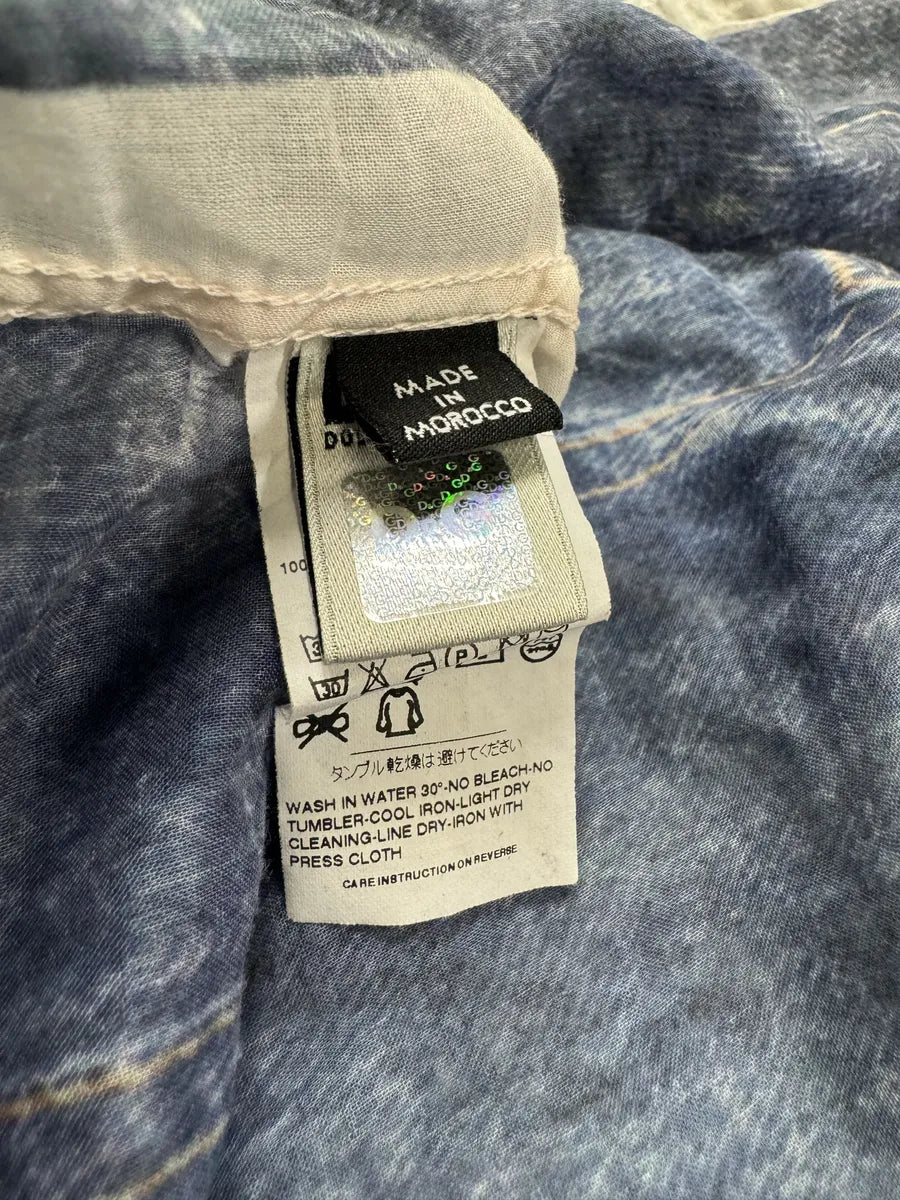 MADE
IN
MOROCCO
100
30
P
タンブル乾燥は避けてください
WASH IN WATER 30°-NO BLEACH-NO
TUMBLER-COOL IRON-LIGHT DRY
CLEANING-LINE DRY-IRON WITH
PRESS CLOTH
CARE INSTRUCTION ON REVERSE